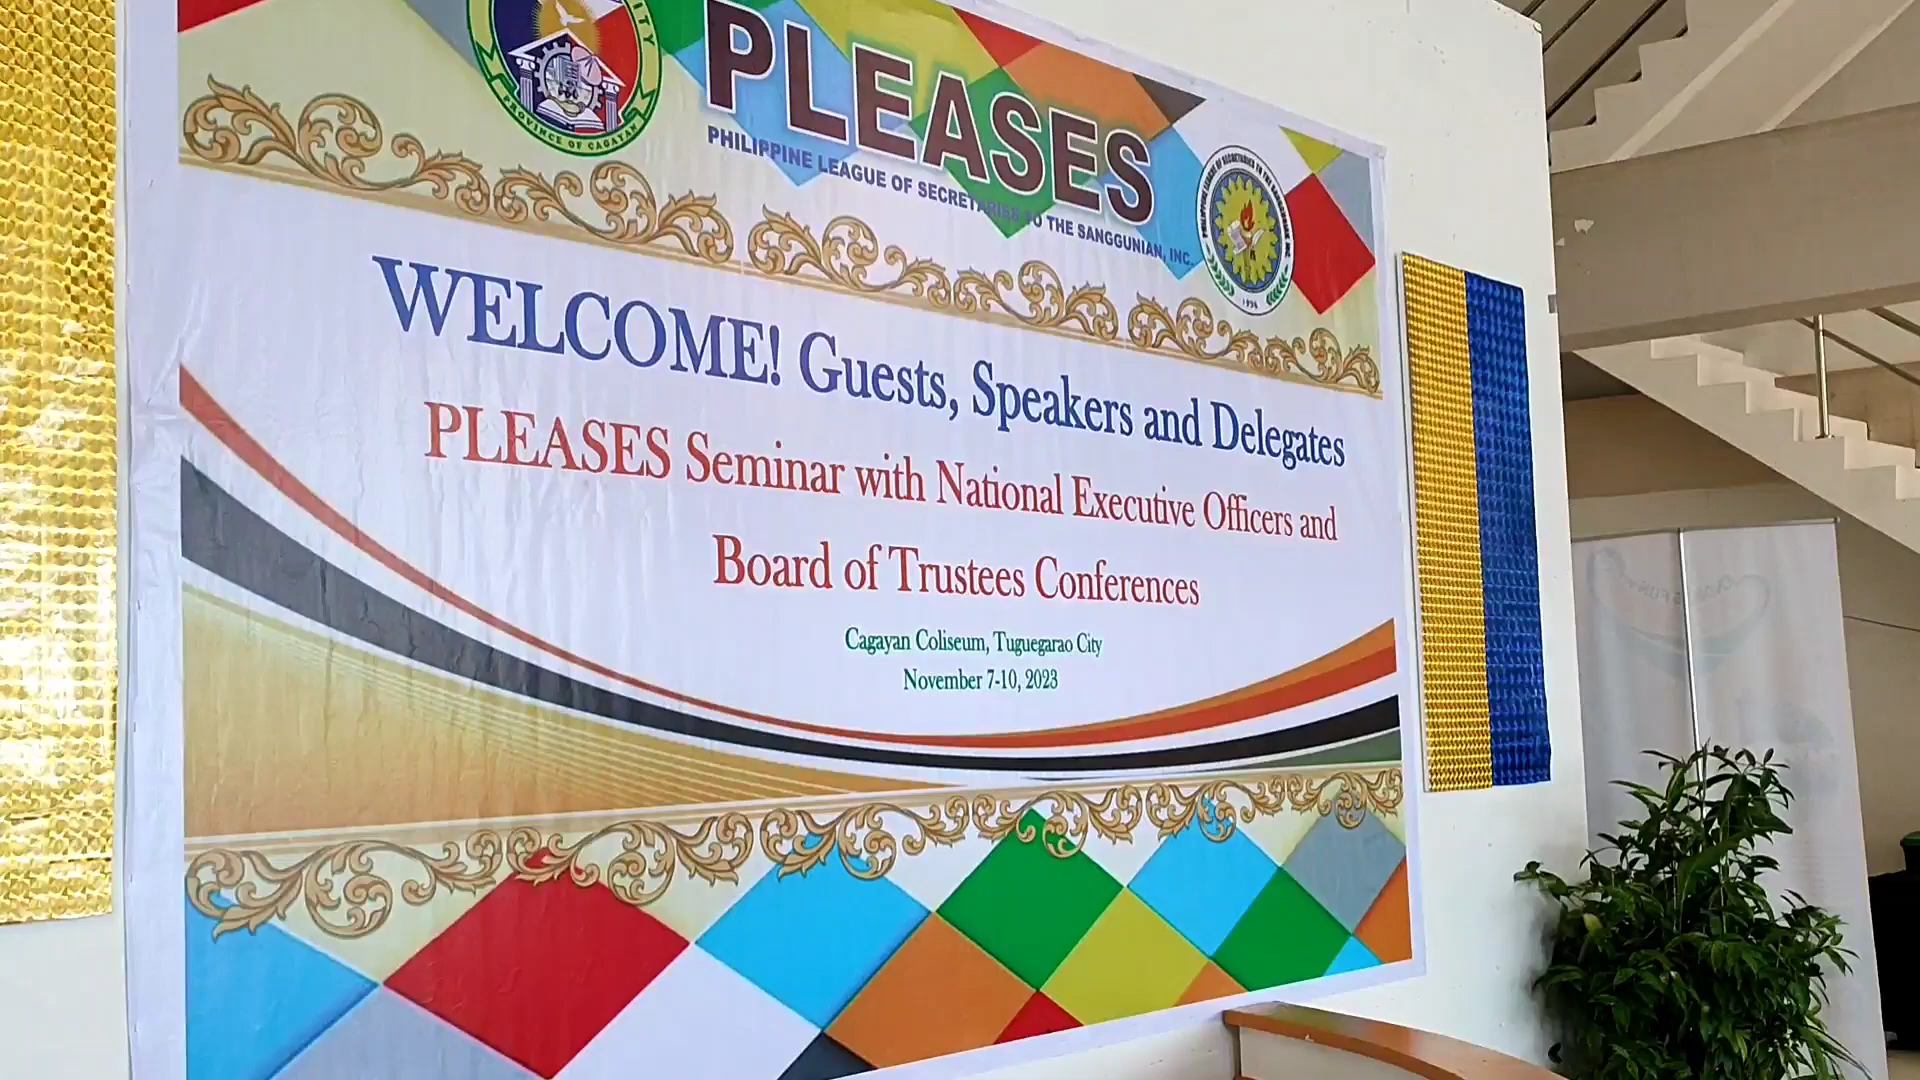 PLEASES
PHILIPPINE LEAGUE OF SECRETARIES TO THE SANGGUNIAN, INC.
PROVINCE OF CAGAYAN
1996
WELCOME! Guests, Speakers and Delegates
PLEASES Seminar with National Executive Officers and
Board of Trustees Conferences
Cagayan Coliseum, Tuguegarao City
November 7-10, 2023